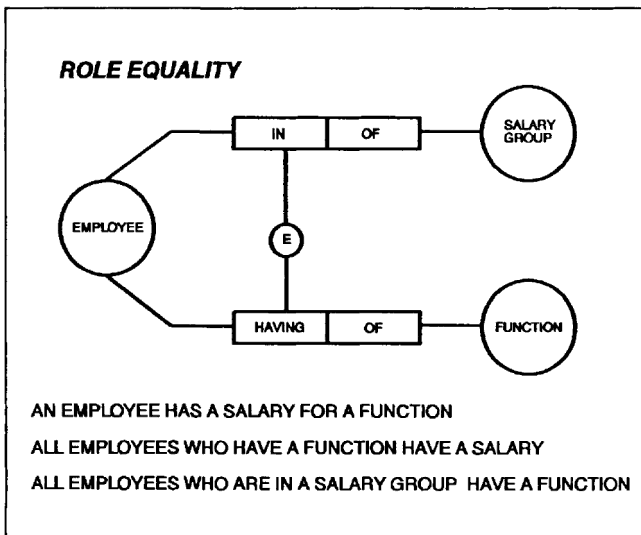 ROLE EQUALITY
IN OF
SALARY
GROUP
EMPLOYEE
E
HAVING OF
FUNCTION
AN EMPLOYEE HAS A SALARY FOR A FUNCTION
ALL EMPLOYEES WHO HAVE A FUNCTION HAVE A SALARY
ALL EMPLOYEES WHO ARE IN A SALARY GROUP HAVE A FUNCTION